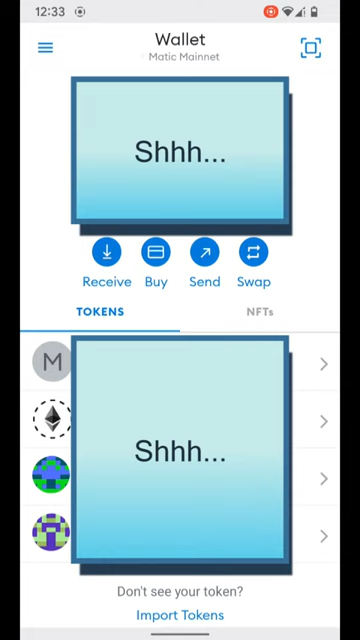 12:33
Wallet
Matic Mainnet
Shhh...
Receive Buy Send Swap
TOKENS NFTs
M
Shhh...
Don't see your token?
Import Tokens